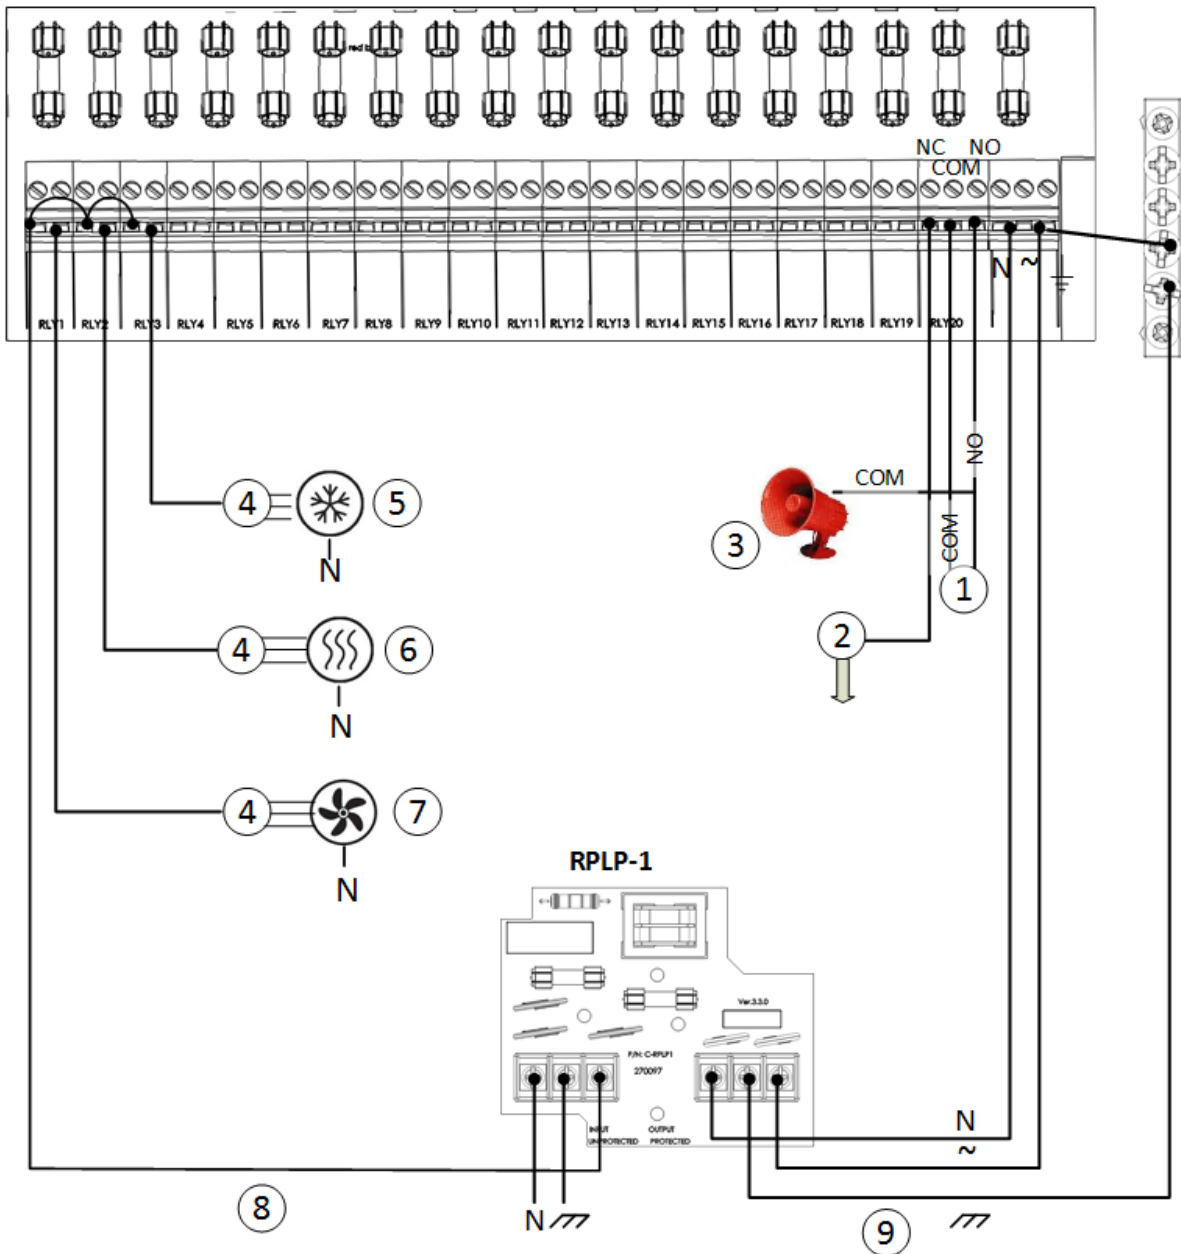 red b
NC NO
COM
N ~
RLY1 RLY2 RLY3 RLY4 RLY5 RLY6 RLY7 RLY8 RLY9 RLY10 RLY11 RLY12 RLY13 RLY14 RLY15 RLY16 RLY17 RLY18 RLY19 RLY20
NO
COM
4 5
3
COM
1
N
2
4 6
N
4 7
N
RPLP-1
Ver.3.3.0
P/N: C-RPLP1
270097
INPUT OUTPUT
UNPROTECTED PROTECTED
N
~
8
N
9